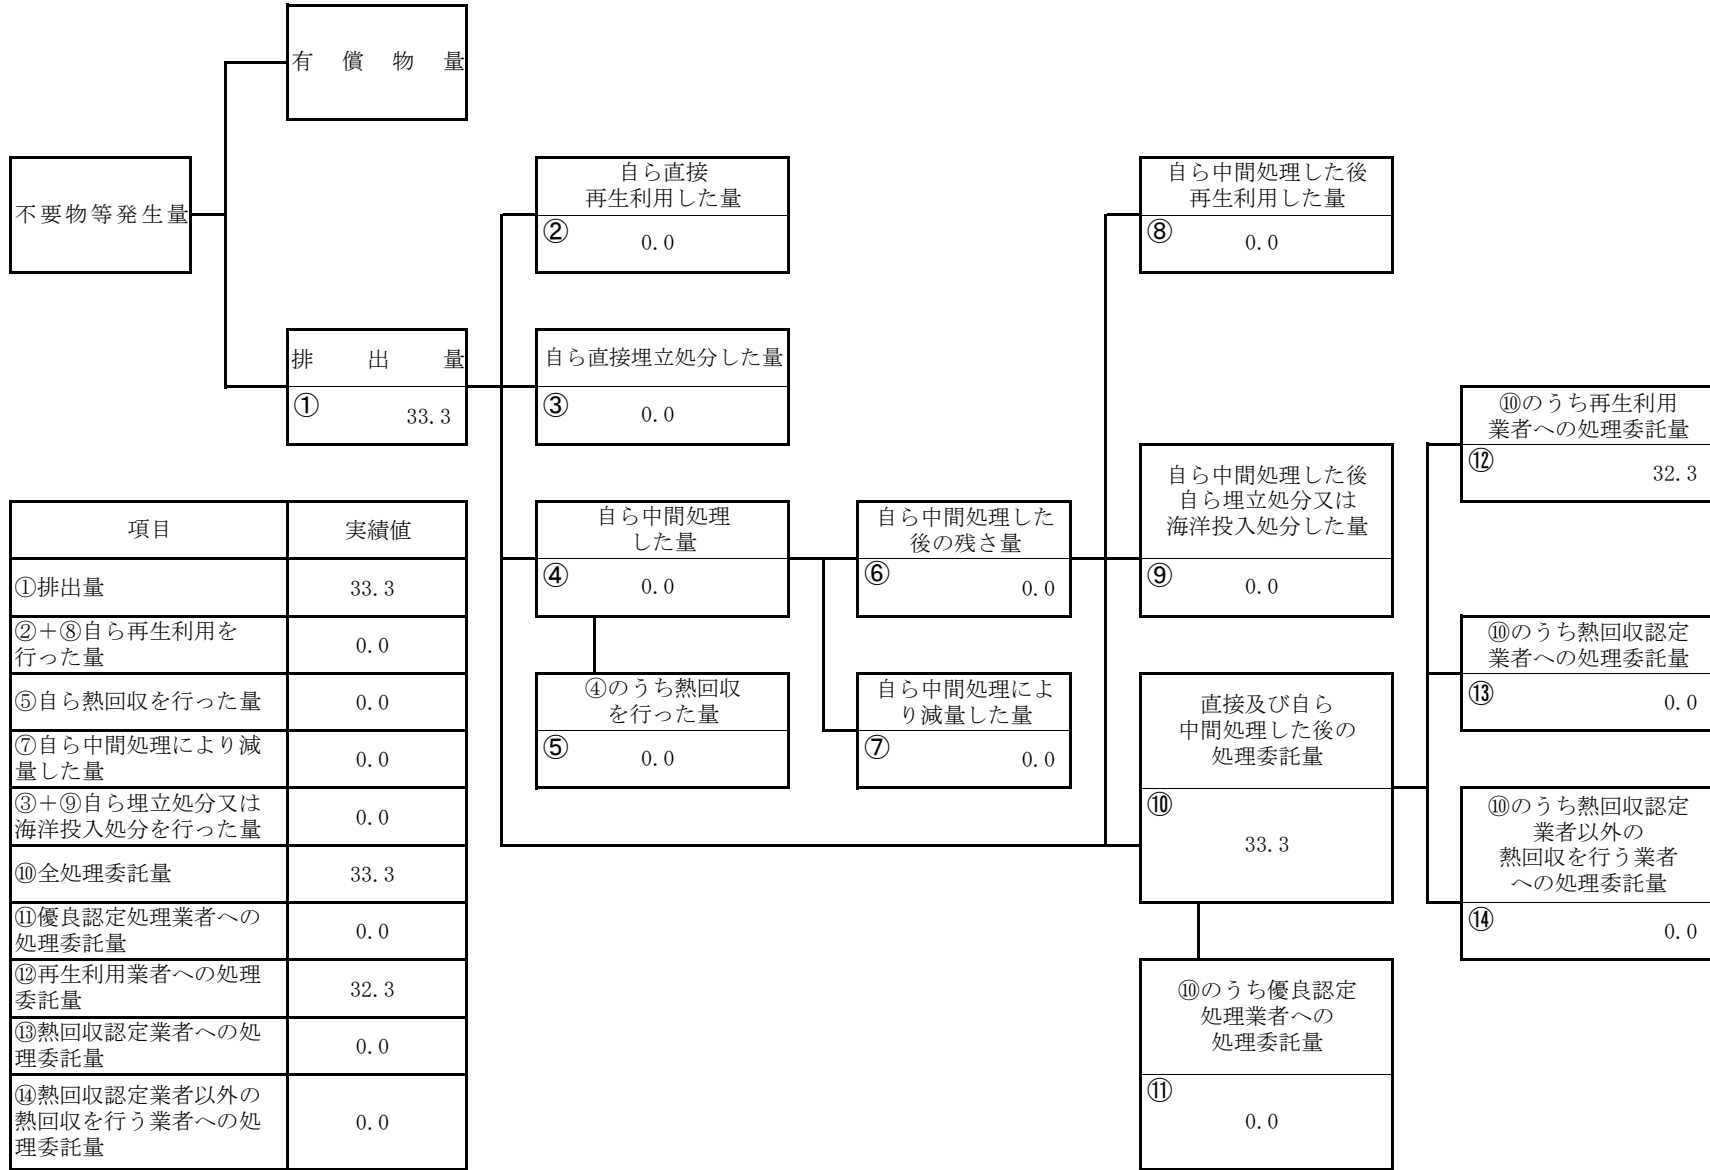 有償物量
不要物等発生量
排出量
①
33.3
自ら直接
再生利用した量
②
0.0
自ら直接埋立処分した量
③
0.0
自ら中間処理
した量
④
0.0
④のうち熱回収
を行った量
⑤
0.0
自ら中間処理した
後の残さ量
⑥
0.0
自ら中間処理によ
り減量した量
⑦
0.0
自ら中間処理した後
再生利用した量
⑧
0.0
自ら中間処理した後
自ら埋立処分又は
海洋投入処分した量
⑨
0.0
直接及び自ら
中間処理した後の
処理委託量
⑩
33.3
⑩のうち優良認定
処理業者への
処理委託量
⑪
0.0
⑩のうち再生利用
業者への処理委託量
⑫
32.3
⑩のうち熱回収認定
業者への処理委託量
⑬
0.0
⑩のうち熱回収認定
業者以外の
熱回収を行う業者
への処理委託量
⑭
0.0
項目 実績値
①排出量 33.3
②＋⑧自ら再生利用を
行った量
0.0
⑤自ら熱回収を行った量 0.0
⑦自ら中間処理により減
量した量
0.0
③＋⑨自ら埋立処分又は
海洋投入処分を行った量
0.0
⑩全処理委託量 33.3
⑪優良認定処理業者への
処理委託量
0.0
⑫再生利用業者への処理
委託量
32.3
⑬熱回収認定業者への処
理委託量
0.0
⑭熱回収認定業者以外の
熱回収を行う業者への処
理委託量
0.0